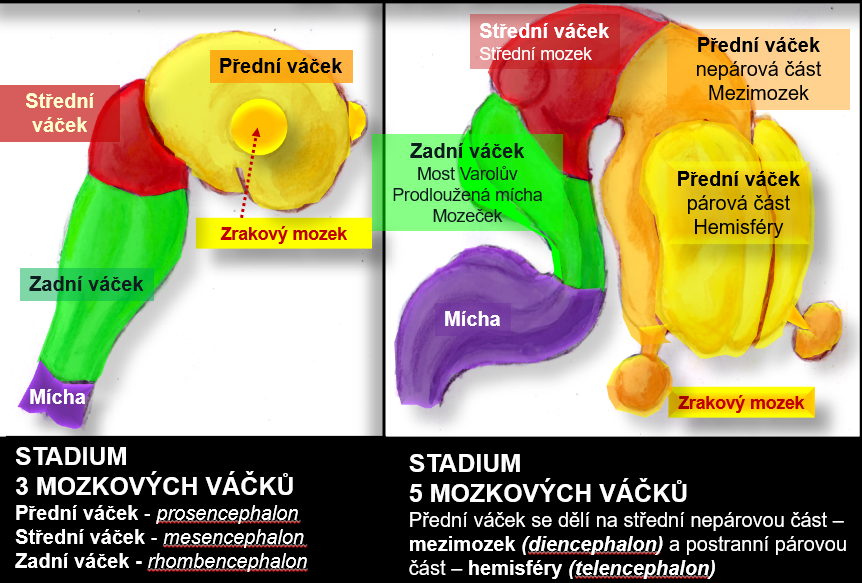 Přední váček
Střední
váček
Zrakový mozek
Zadní váček
Mícha
STADIUM
3 MOZKOVÝCH VÁČKŮ
Přední váček - prosencephalon
Střední váček - mesencephalon
Zadní váček - rhombencephalon
Střední váček
Střední mozek
Přední váček
nepárová část
Mezimozek
Zadní váček
Most Varolův
Prodloužená mícha
Mozeček
Přední váček
párová část
Hemisféry
Mícha
Zrakový mozek
STADIUM
5 MOZKOVÝCH VÁČKŮ
Přední váček se dělí na střední nepárovou část –
mezimozek (diencephalon) a postranní párovou
část – hemisféry (telencephalon)